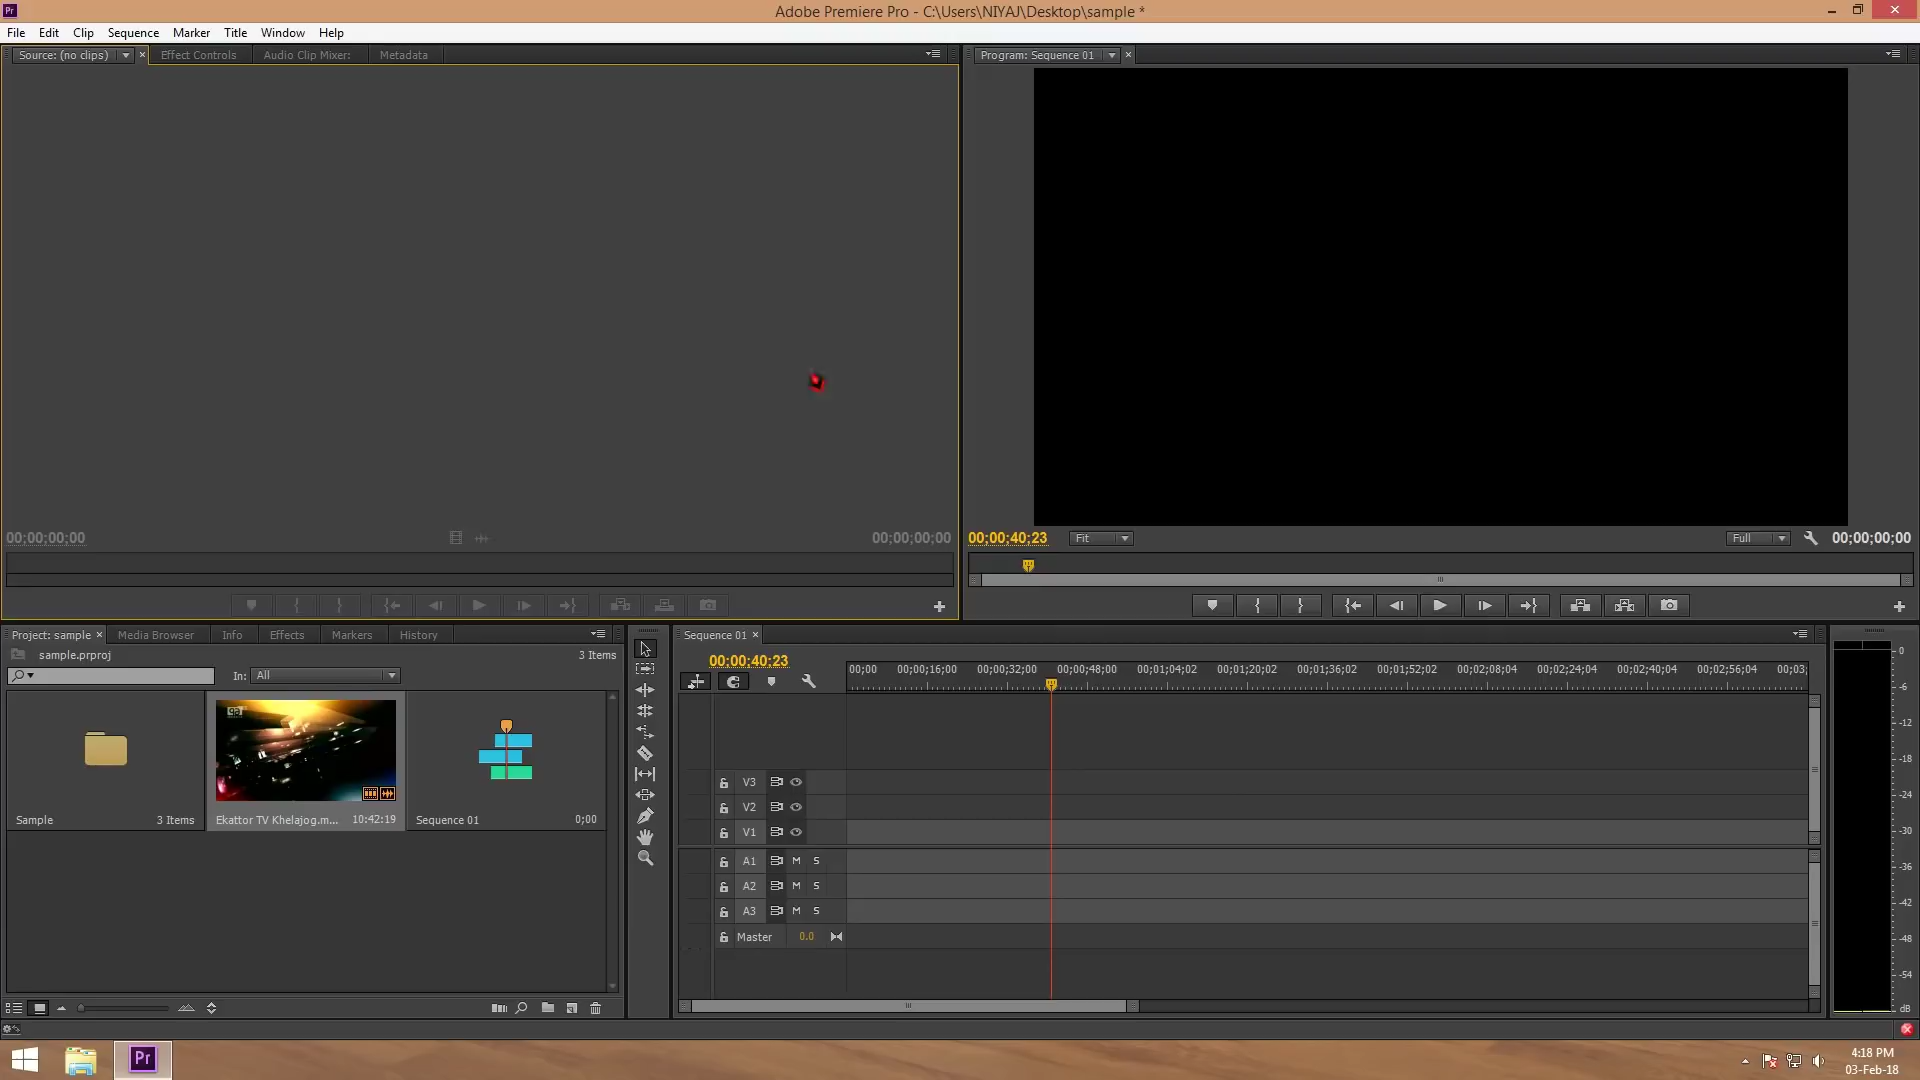 Adobe Premiere Pro - C:\Users\NIYAJ\Desktop\sample *
File Edit Clip Sequence Marker Title Window Help
Source: (no clips) Effect Controls Audio Clip Mixer: Metadata
Program: Sequence 01
00;00;00;00 00;00;00;00
00;00;40;23 Fit Full 00;00;00;00
Project: sample Media Browser Info Effects Markers History
sample.prproj 3 Items
In: All
Sample 3 Items
Ekattor TV Khelajog.m... 10:42:19
Sequence 01 0;00
Sequence 01
00;00;40;23
00;00 00;00;16;00 00;00;32;00 00;00;48;00 00;01;04;02 00;01;20;02 00;01;36;02 00;01;52;02 00;02;08;04 00;02;24;04 00;02;40;04 00;02;56;04 00;03;
V3
V2
V1
A1 M S
A2 M S
A3 M S
Master 0.0
0
-6
-12
-18
-24
-30
-36
-42
-48
-54
dB
Pr
4:18 PM
03-Feb-18